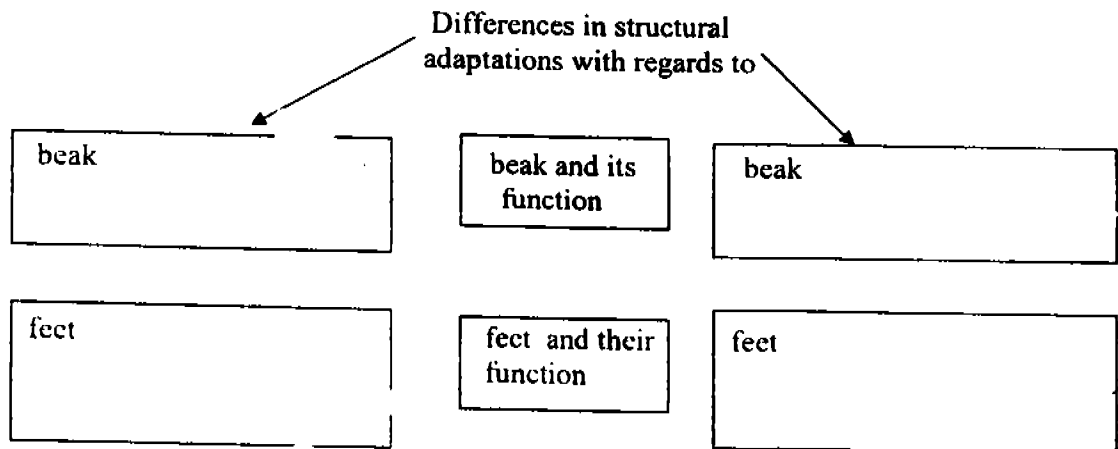 Differences in structural
adaptations with regards to
beak
beak and its
function
beak
feet
feet and their
function
feet